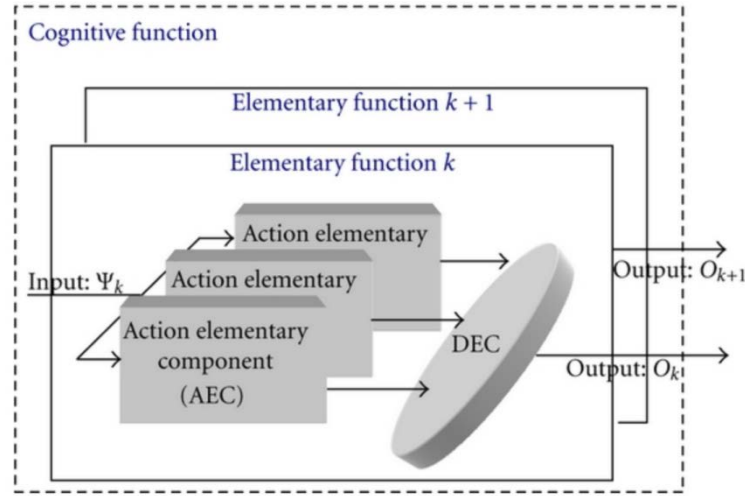 Cognitive function
Elementary function k + 1
Elementary function k
Action elementary
Action elementary
Action elementary
component
(AEC)
Input: Ψₖ
DEC
Output: Oₖ₊₁
Output: Oₖ